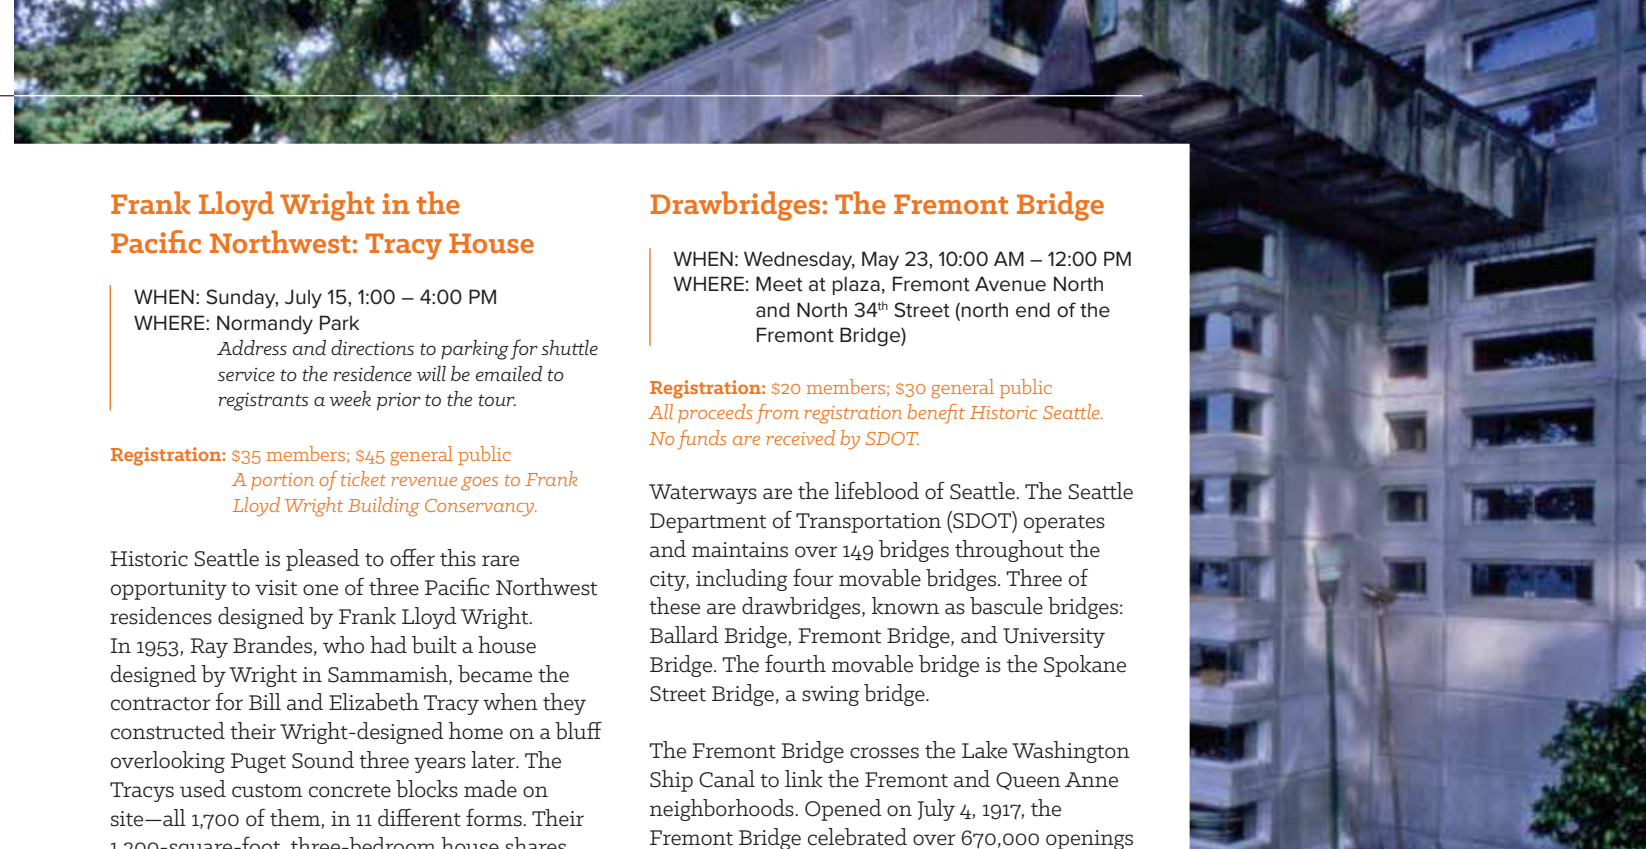 Frank Lloyd Wright in the
Pacific Northwest: Tracy House
WHEN: Sunday, July 15, 1:00 – 4:00 PM
WHERE: Normandy Park
Address and directions to parking for shuttle
service to the residence will be emailed to
registrants a week prior to the tour.
Registration: $35 members; $45 general public
A portion of ticket revenue goes to Frank
Lloyd Wright Building Conservancy.
Historic Seattle is pleased to offer this rare
opportunity to visit one of three Pacific Northwest
residences designed by Frank Lloyd Wright.
In 1953, Ray Brandes, who had built a house
designed by Wright in Sammamish, became the
contractor for Bill and Elizabeth Tracy when they
constructed their Wright-designed home on a bluff
overlooking Puget Sound three years later. The
Tracys used custom concrete blocks made on
site—all 1,700 of them, in 11 different forms. Their
1,200-square-foot, three-bedroom house shares
Drawbridges: The Fremont Bridge
WHEN: Wednesday, May 23, 10:00 AM – 12:00 PM
WHERE: Meet at plaza, Fremont Avenue North
and North 34th Street (north end of the
Fremont Bridge)
Registration: $20 members; $30 general public
All proceeds from registration benefit Historic Seattle.
No funds are received by SDOT.
Waterways are the lifeblood of Seattle. The Seattle
Department of Transportation (SDOT) operates
and maintains over 149 bridges throughout the
city, including four movable bridges. Three of
these are drawbridges, known as bascule bridges:
Ballard Bridge, Fremont Bridge, and University
Bridge. The fourth movable bridge is the Spokane
Street Bridge, a swing bridge.
The Fremont Bridge crosses the Lake Washington
Ship Canal to link the Fremont and Queen Anne
neighborhoods. Opened on July 4, 1917, the
Fremont Bridge celebrated over 670,000 openings